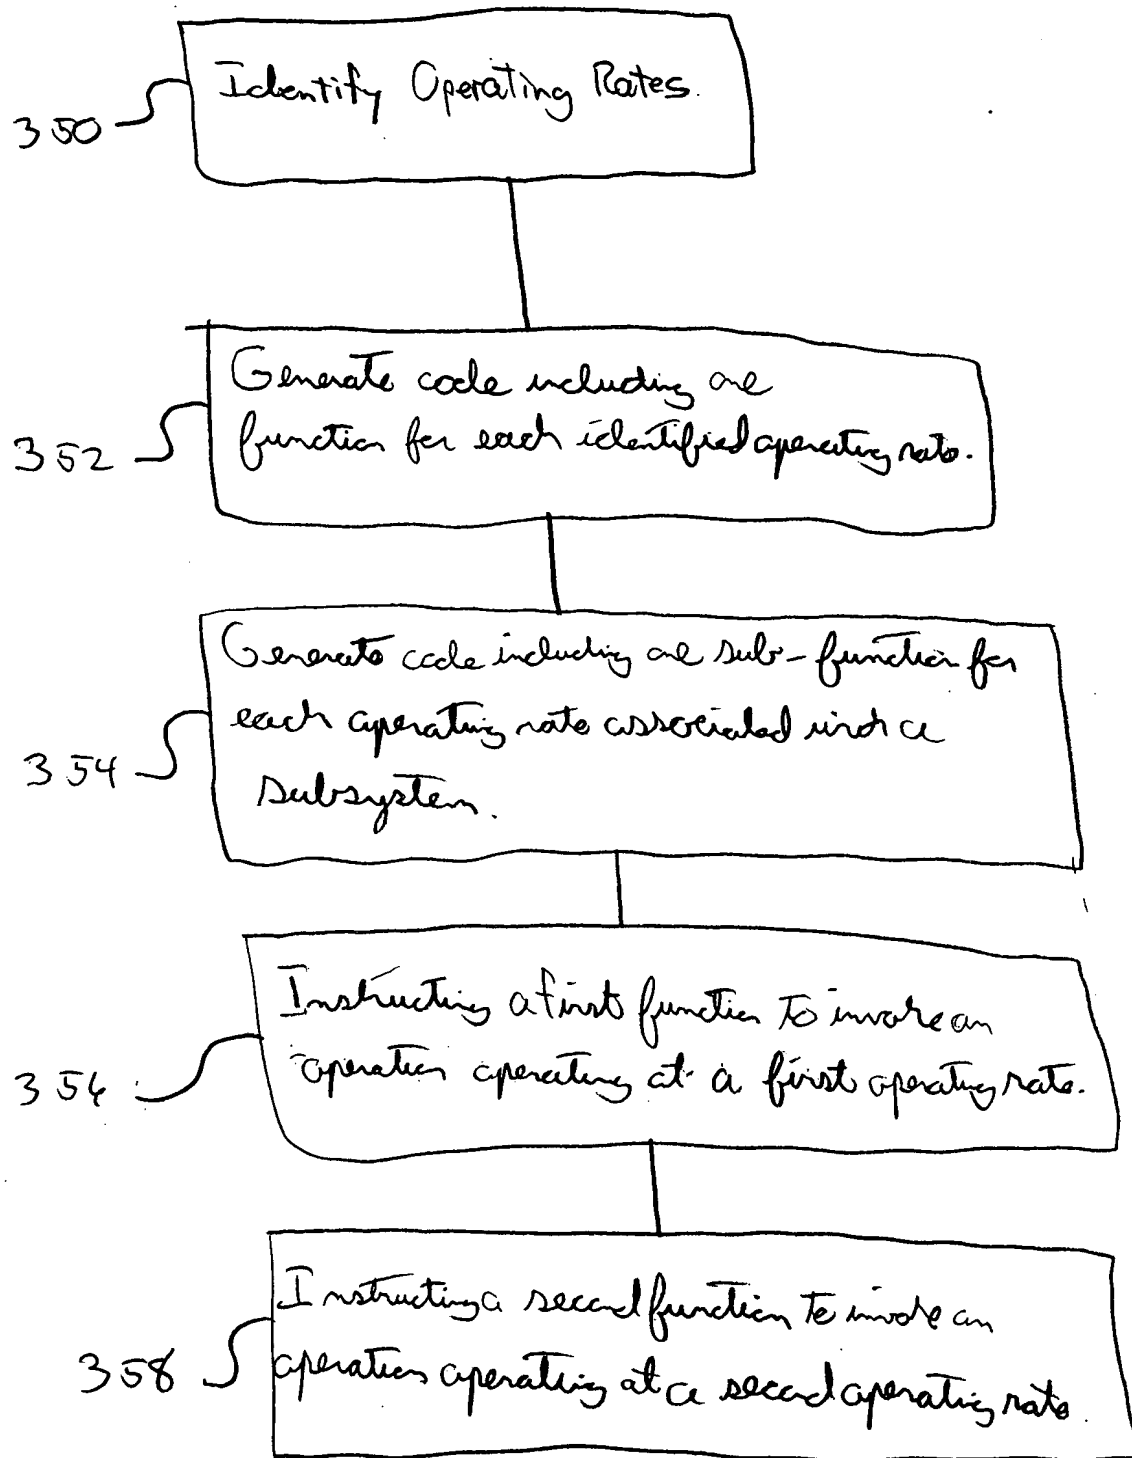 Identify Operating Rates.
350
Generate code including one
function for each identified operating rate.
352
Generate code including one sub-function for
each operating rate associated with a
subsystem.
354
Instructing a first function to invoke an
operation operating at a first operating rate.
356
Instructing a second function to invoke an
operation operating at a second operating rate.
358